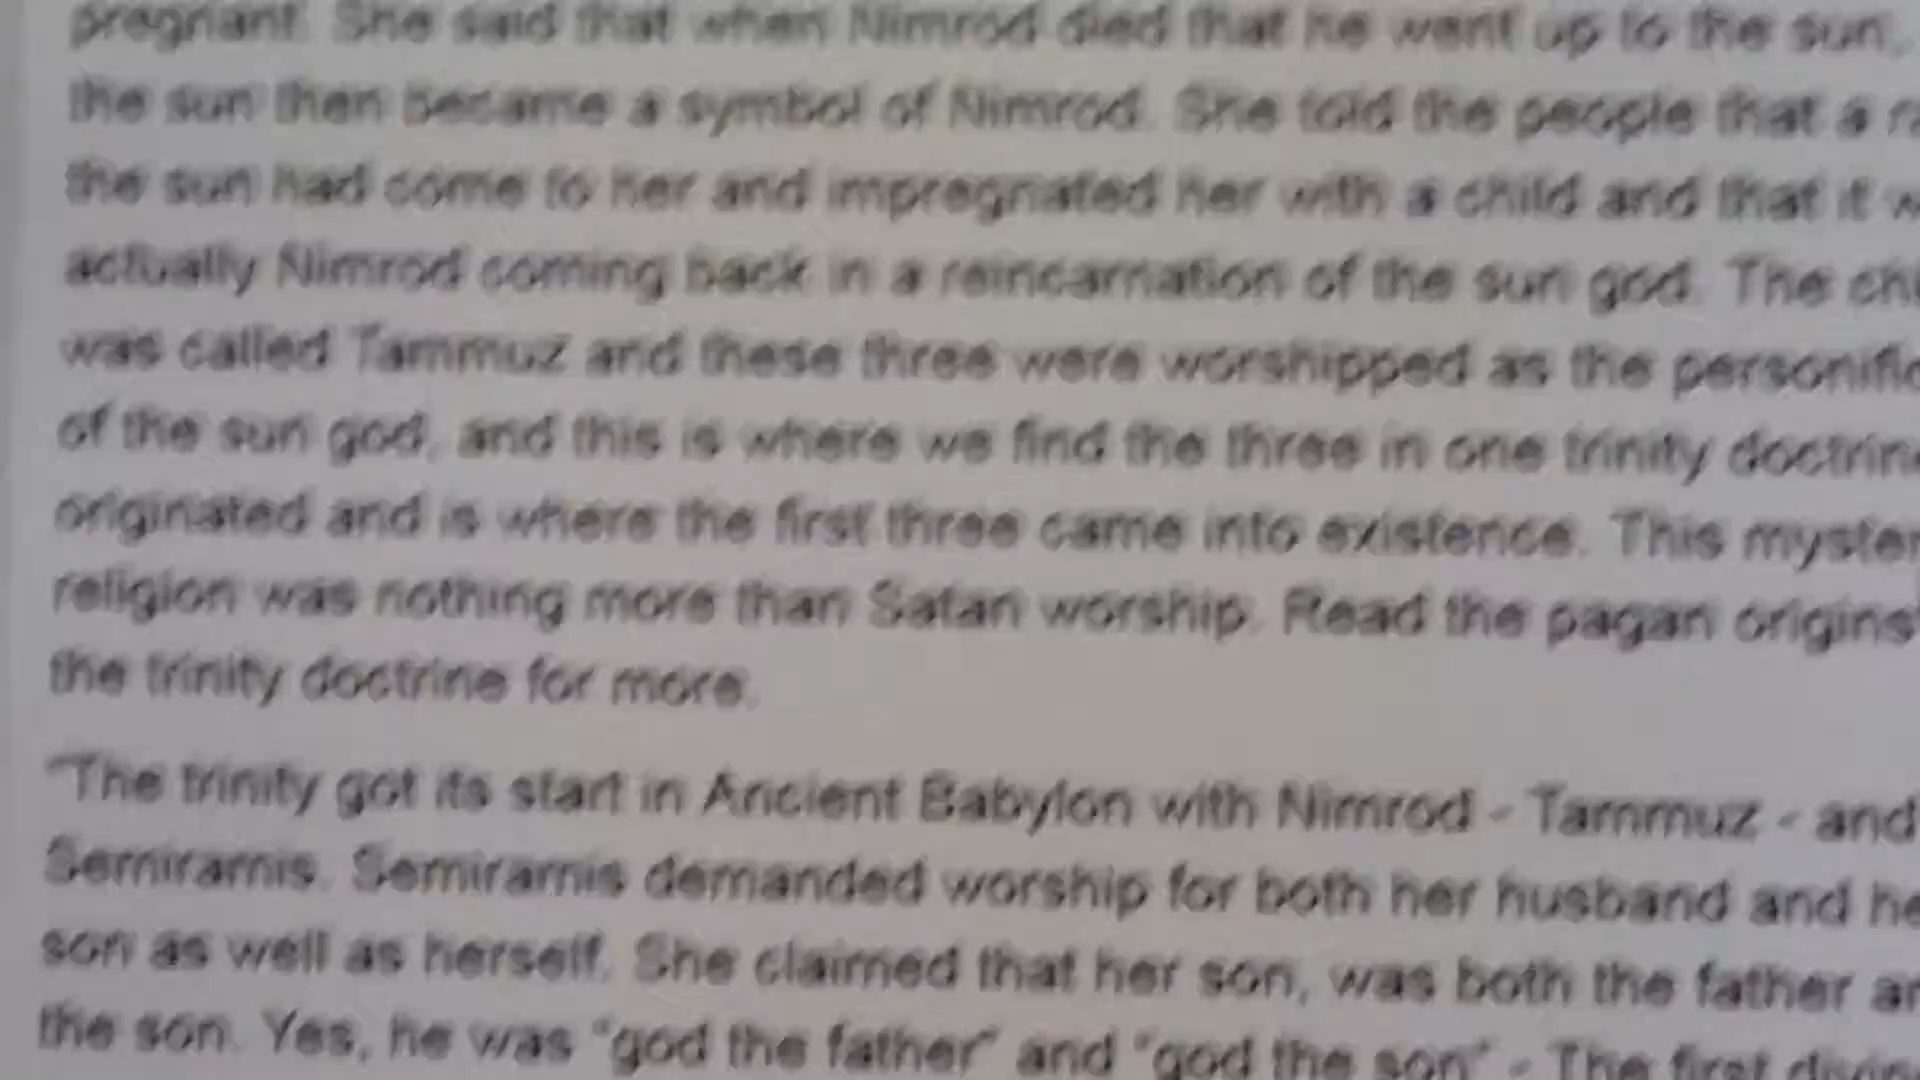 pregnant. She said that when Nimrod died that he went up to the sun,
the sun then became a symbol of Nimrod. She told the people that a
the sun had come to her and impregnated her with a child and that it
actually Nimrod coming back in a reincarnation of the sun god. The
was called Tammuz and these three were worshipped as the
of the sun god, and this is where we find the three in one trinity
originated and is where the first three came into existence. This
religion was nothing more than Satan worship. Read the pagan origins
the trinity doctrine for more.
"The trinity got its start in Ancient Babylon with Nimrod - Tammuz - and
Semiramis. Semiramis demanded worship for both her husband and
son as well as herself. She claimed that her son, was both the father
the son. Yes, he was "god the father" and "god the son" - The first